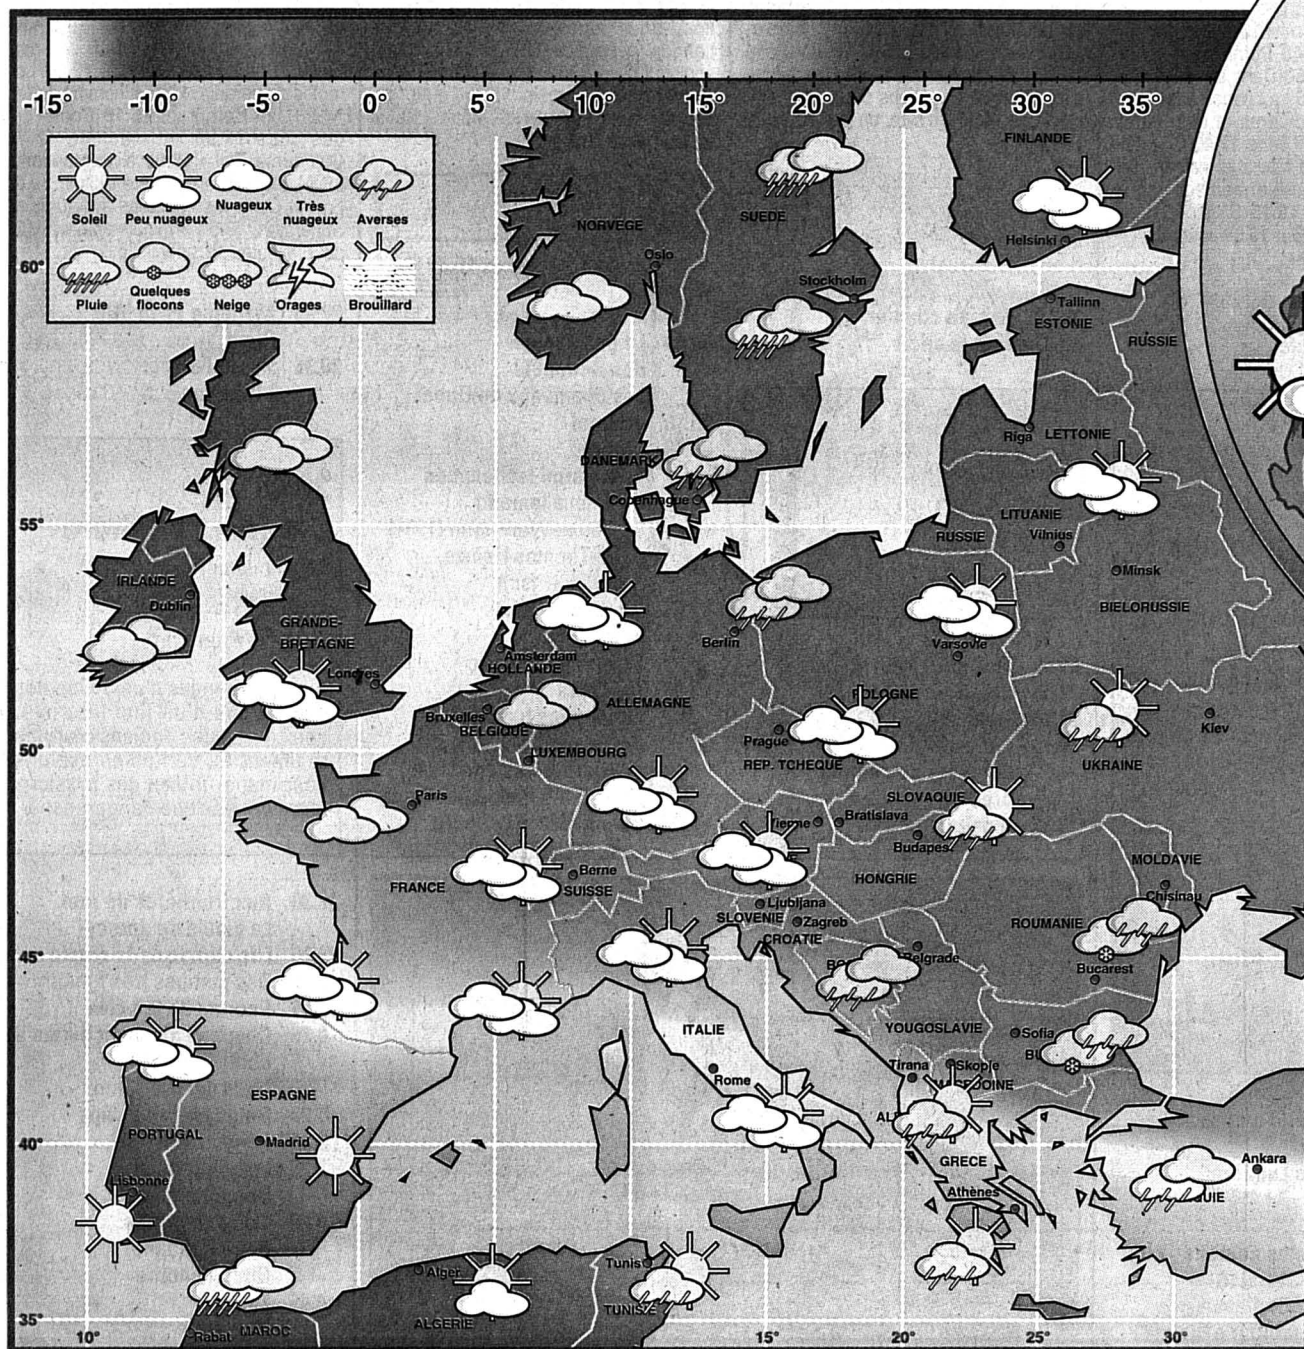 -15° -10° -5° 0° 5° 10° 15° 20° 25° 30° 35°
Soleil
Peu nuageux
Nuageux
Très
nuageux
Averses
Pluie
Quelques
flocons
Neige
Orages
Brouillard
FINLANDE
Helsinki
SUEDE
NORVEGE
Oslo
Stockholm
60°
Tallinn
ESTONIE
RUSSIE
Riga
LETTONIE
DANEMARK
Copenhague
LITUANIE
Vilnius
RUSSIE
55°
Minsk
BIELORUSSIE
IRLANDE
Dublin
GRANDE-
BRETAGNE
Londres
Berlin
Varsovie
Amsterdam
HOLLANDE
ALLEMAGNE
POLOGNE
Bruxelles
BELGIQUE
Kiev
50°
LUXEMBOURG
Prague
REP. TCHEQUE
UKRAINE
Paris
SLOVAQUIE
Vienne
Bratislava
Budapest
MOLDAVIE
Chisinau
FRANCE
Berne
SUISSE
HONGRIE
Ljubljana
SLOVENIE
Zagreb
CROATIE
ROUMANIE
Belgrade
45°
Bucarest
ITALIE
YOUGOSLAVIE
Sofia
Rome
Tirana
Skopje
ESPAGNE
PORTUGAL
Madrid
40°
GRECE
Ankara
Lisbonne
Athènes
Alger
Tunis
TUNISIE
35°
Rabat
MAROC
ALGERIE
10° 15° 20° 25° 30°